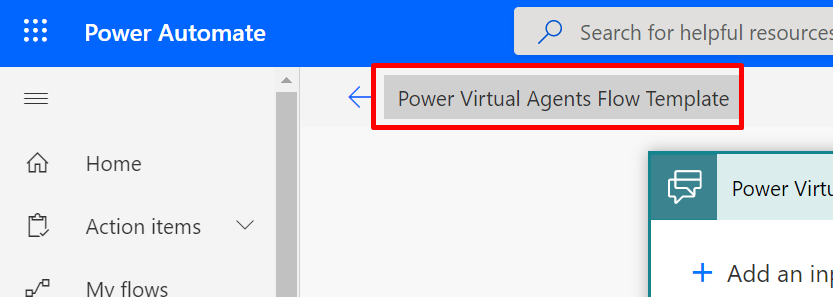 Power Automate
Search for helpful resources
Power Virtual Agents Flow Template
Home
Action items
My flows
Power Virtu
Add an inp